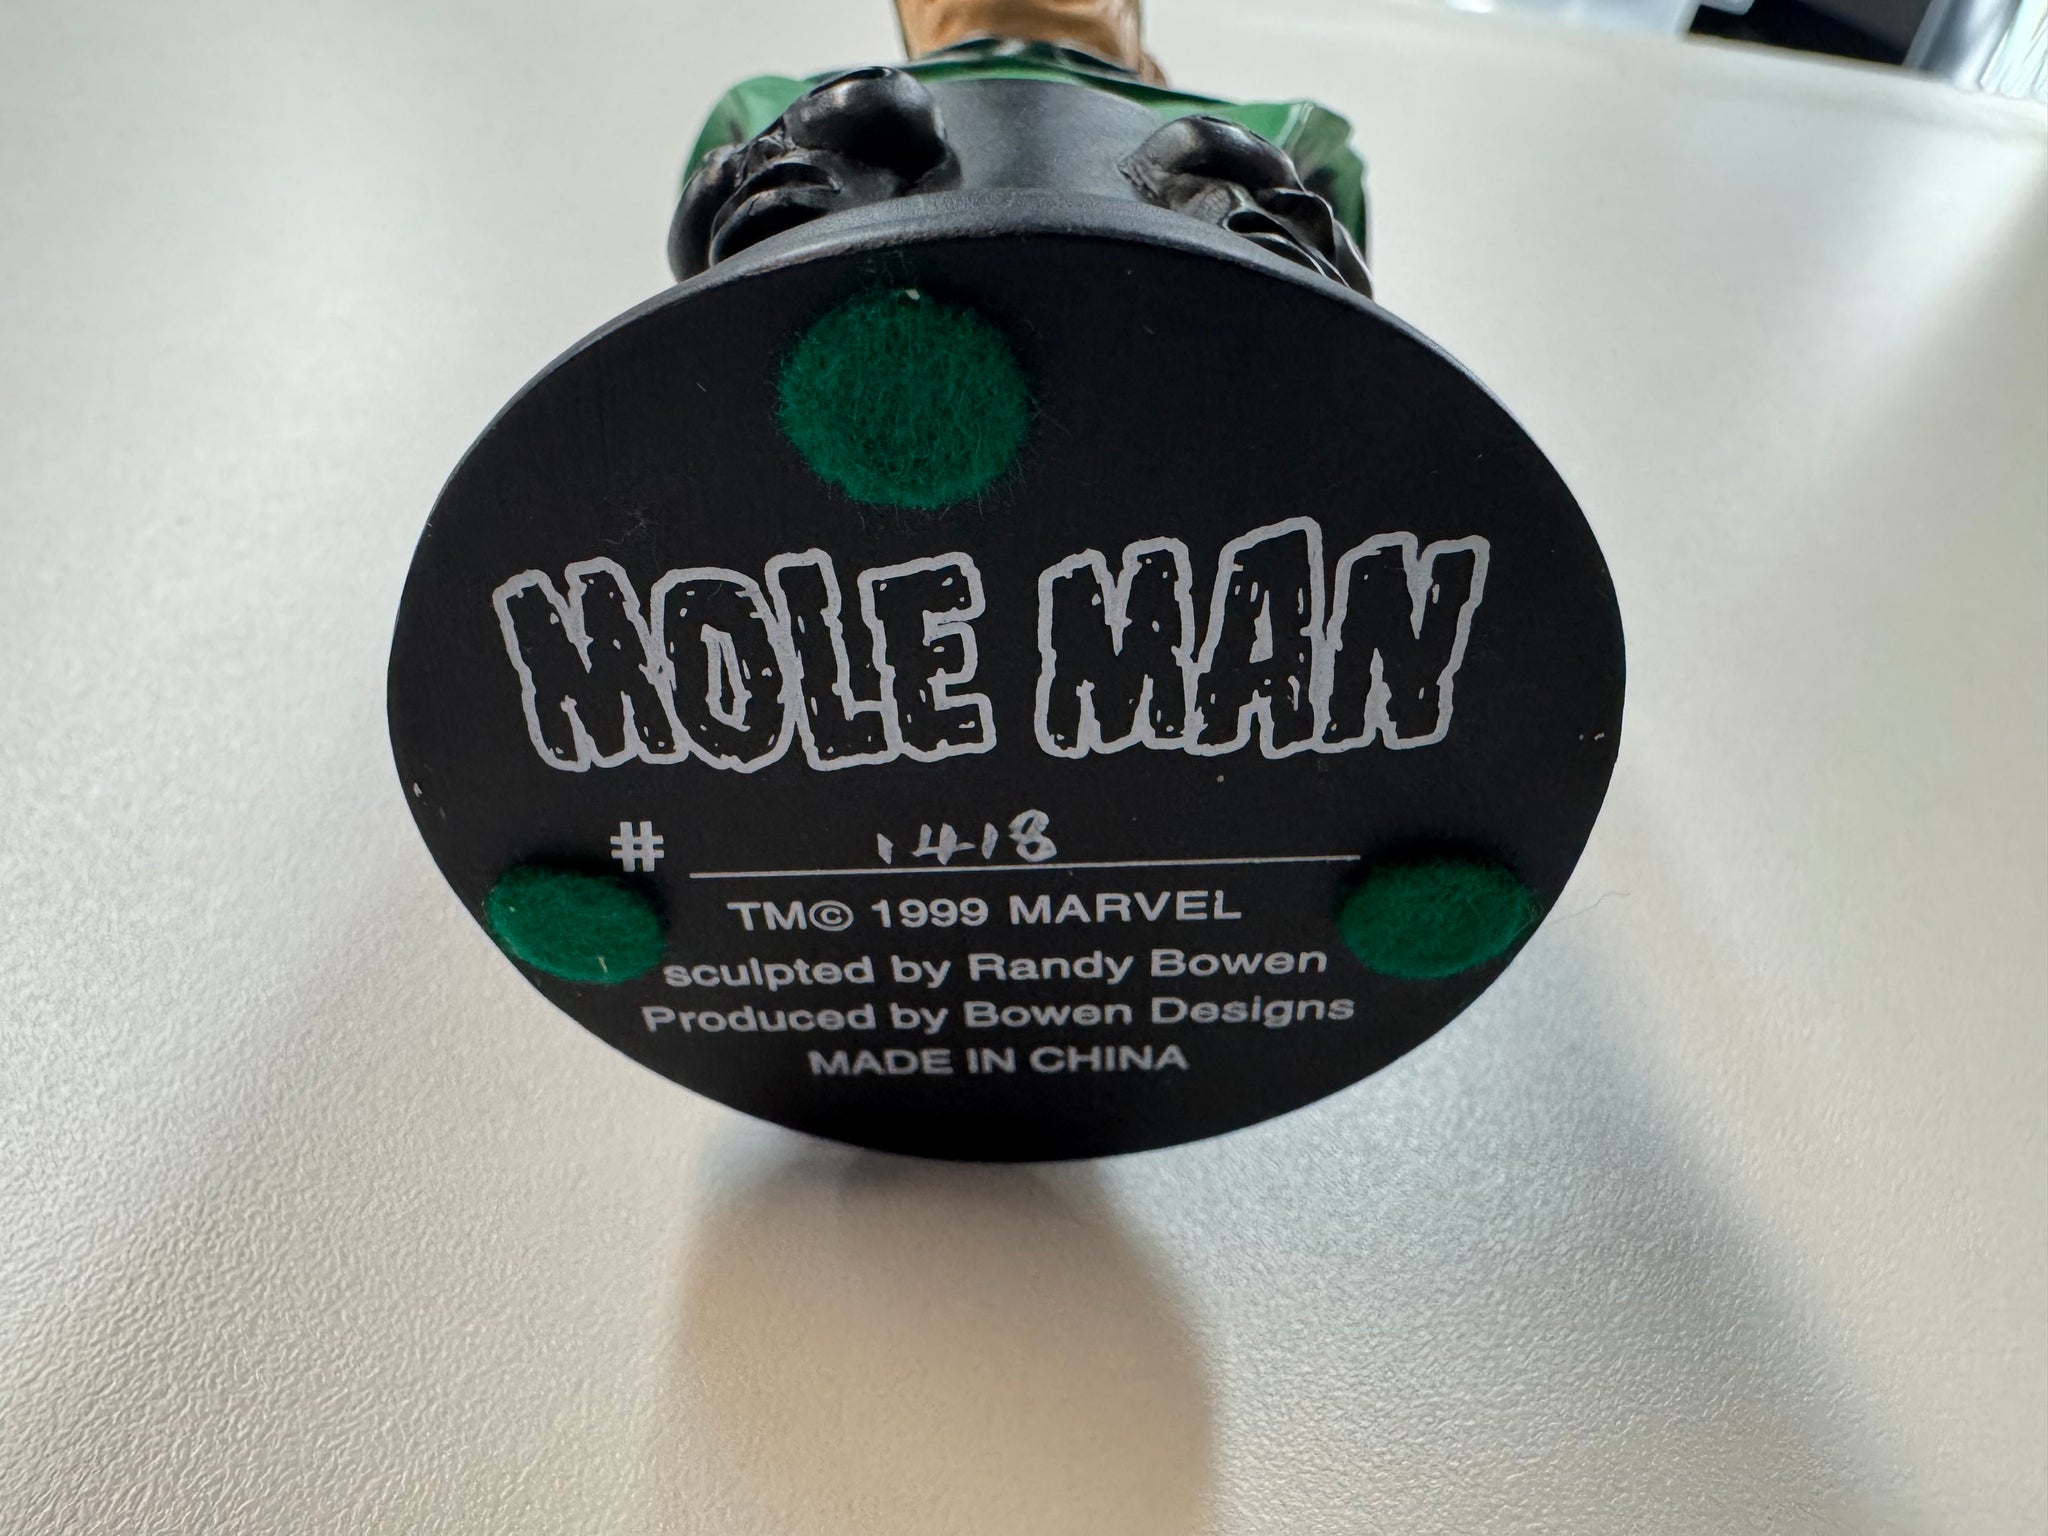 MOLE MAN
# 1418
TM© 1999 MARVEL
sculpted by Randy Bowen
Produced by Bowen Designs
MADE IN CHINA